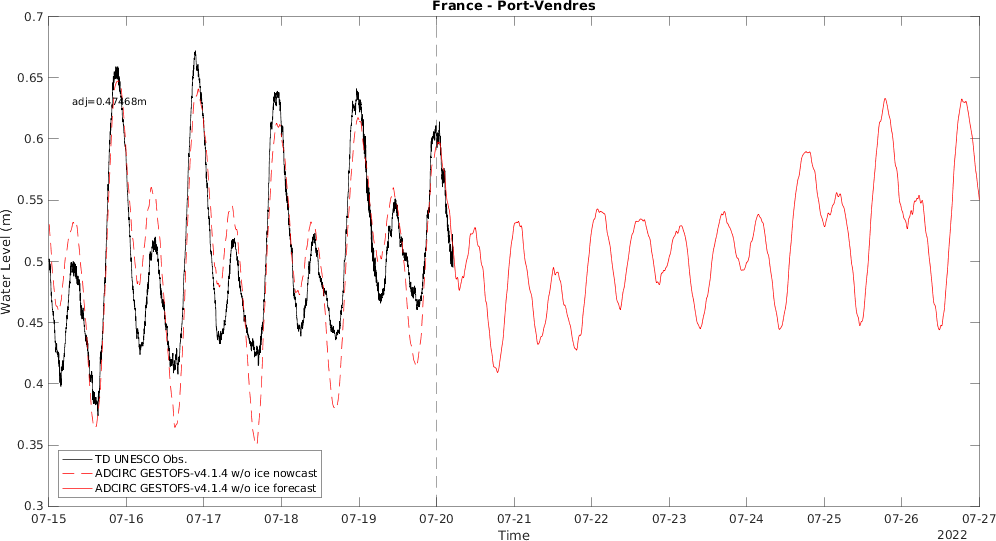 France - Port-Vendres
0.7
0.65
adj=0.47468m
0.6
0.55
0.5
0.45
0.4
0.35
0.3
Water Level (m)
TD UNESCO Obs.
ADCIRC GESTOFS-v4.1.4 w/o ice nowcast
ADCIRC GESTOFS-v4.1.4 w/o ice forecast
07-15 07-16 07-17 07-18 07-19 07-20 07-21 07-22 07-23 07-24 07-25 07-26 07-27
Time
2022